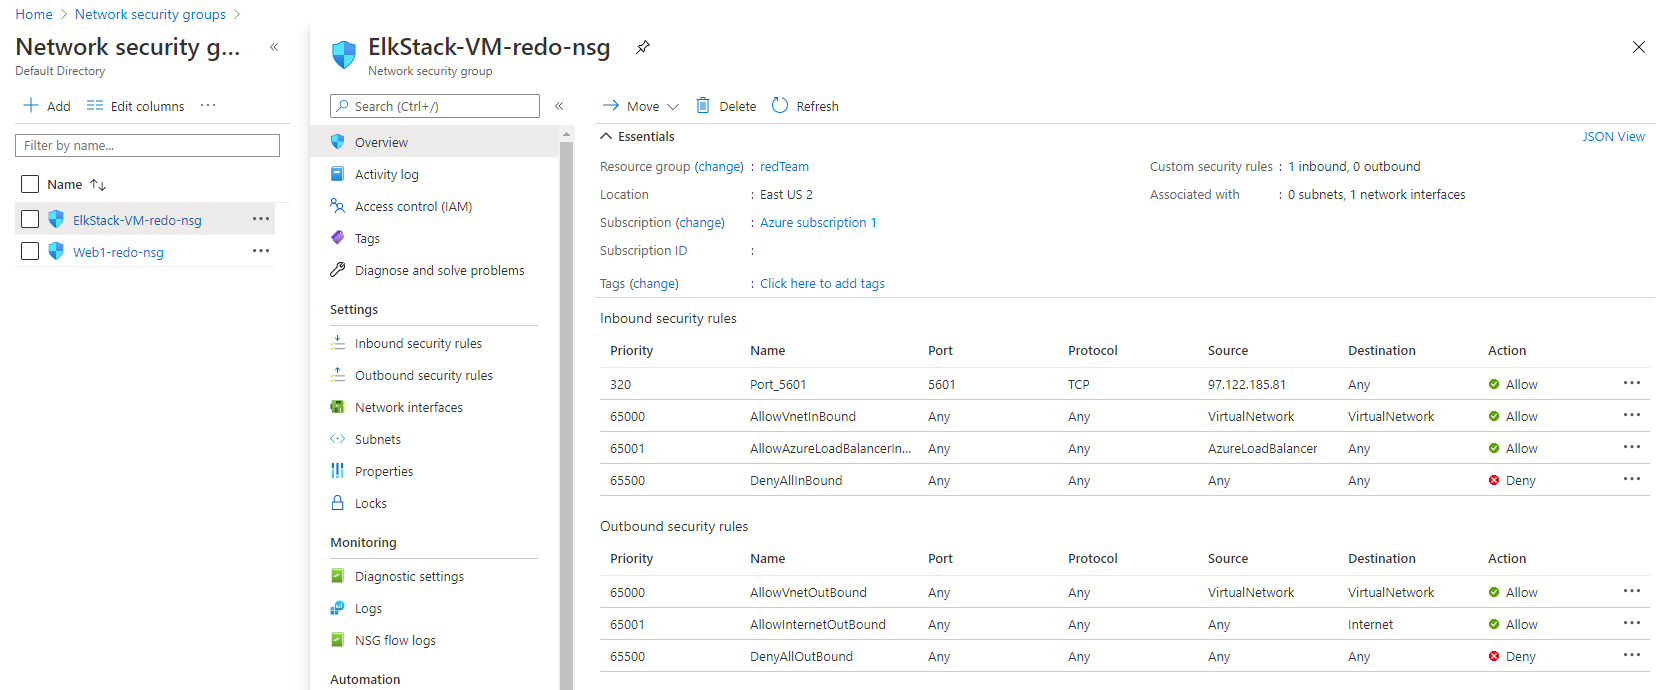 Home > Network security groups >
Network security g... «
Default Directory
+ Add Edit columns ...
Filter by name...
Name ↑↓
ElkStack-VM-redo-nsg ...
Web1-redo-nsg ...
ElkStack-VM-redo-nsg
Network security group
Search (Ctrl+/) «
Overview
Activity log
Access control (IAM)
Tags
Diagnose and solve problems
Settings
Inbound security rules
Outbound security rules
Network interfaces
Subnets
Properties
Locks
Monitoring
Diagnostic settings
Logs
NSG flow logs
Automation
Move Delete Refresh
Essentials JSON View
Resource group (change) : redTeam
Location : East US 2
Subscription (change) : Azure subscription 1
Subscription ID :
Tags (change) : Click here to add tags
Custom security rules : 1 inbound, 0 outbound
Associated with : 0 subnets, 1 network interfaces
Inbound security rules
Priority Name Port Protocol Source Destination Action
320 Port_5601 5601 TCP 97.122.185.81 Any Allow ...
65000 AllowVnetInBound Any Any VirtualNetwork VirtualNetwork Allow ...
65001 AllowAzureLoadBalancerIn... Any Any AzureLoadBalancer Any Allow ...
65500 DenyAllInBound Any Any Any Any Deny ...
Outbound security rules
Priority Name Port Protocol Source Destination Action
65000 AllowVnetOutBound Any Any VirtualNetwork VirtualNetwork Allow ...
65001 AllowInternetOutBound Any Any Any Internet Allow ...
65500 DenyAllOutBound Any Any Any Any Deny ...